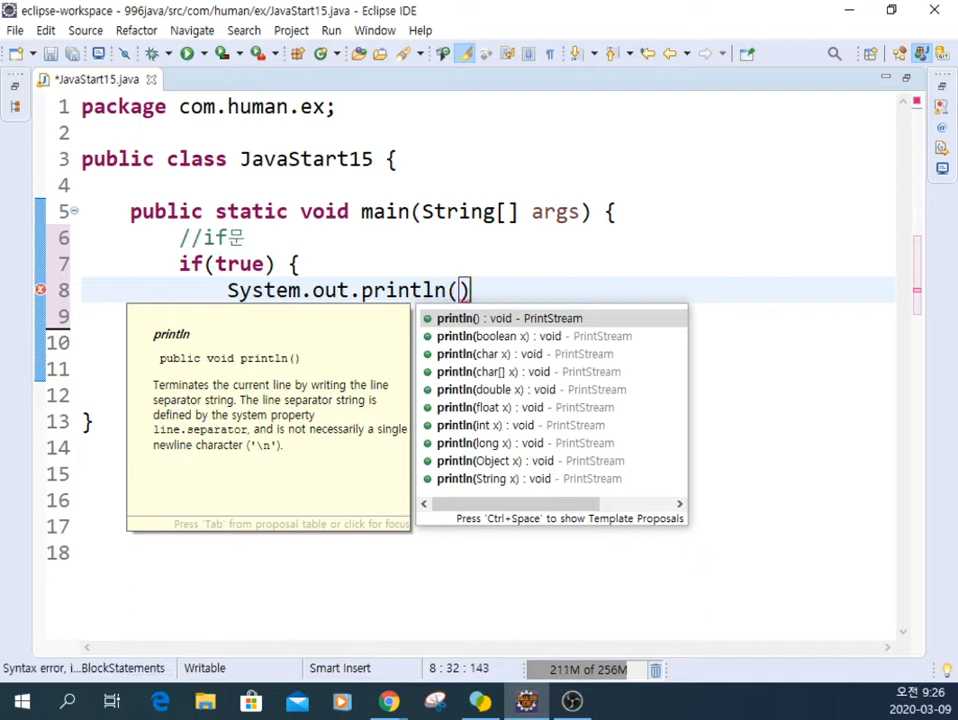 eclipse-workspace - 996java/src/com/human/ex/JavaStart15.java - Eclipse IDE
File Edit Source Refactor Navigate Search Project Run Window Help
*JavaStart15.java
1 package com.human.ex;
2
3 public class JavaStart15 {
4
5 public static void main(String[] args) {
6 //if문
7 if(true) {
8 System.out.println()
9
10
11
12
13 }
14
15
16
17
18
println
public void println()
Terminates the current line by writing the line
separator string. The line separator string is
defined by the system property
line.separator, and is not necessarily a single
newline character ('\n').
Press 'Tab' from proposal table or click for focus
println() : void - PrintStream
println(boolean x) : void - PrintStream
println(char x) : void - PrintStream
println(char[] x) : void - PrintStream
println(double x) : void - PrintStream
println(float x) : void - PrintStream
println(int x) : void - PrintStream
println(long x) : void - PrintStream
println(Object x) : void - PrintStream
println(String x) : void - PrintStream
Press 'Ctrl+Space' to show Template Proposals
Syntax error, i...BlockStatements Writable Smart Insert 8 : 32 : 143 211M of 256M
오전 9:26
2020-03-09